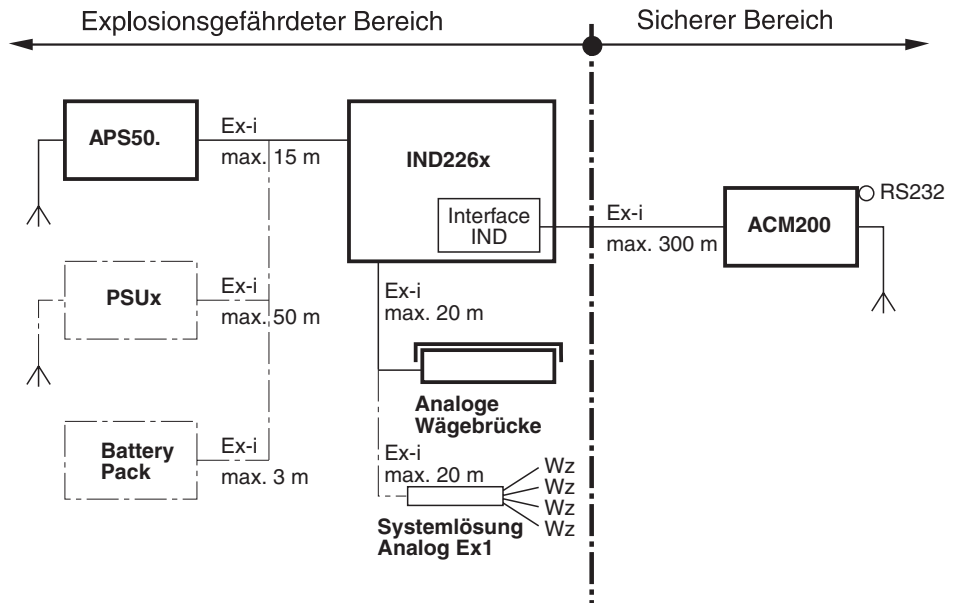 Explosionsgefährdeter Bereich
Sicherer Bereich
APS50.
Ex-i
max. 15 m
IND226x
Interface
IND
Ex-i
max. 300 m
ACM200
RS232
PSUx
Ex-i
max. 50 m
Ex-i
max. 20 m
Analoge
Wägebrücke
Battery
Pack
Ex-i
max. 3 m
Ex-i
max. 20 m
Wz
Wz
Wz
Wz
Systemlösung
Analog Ex1